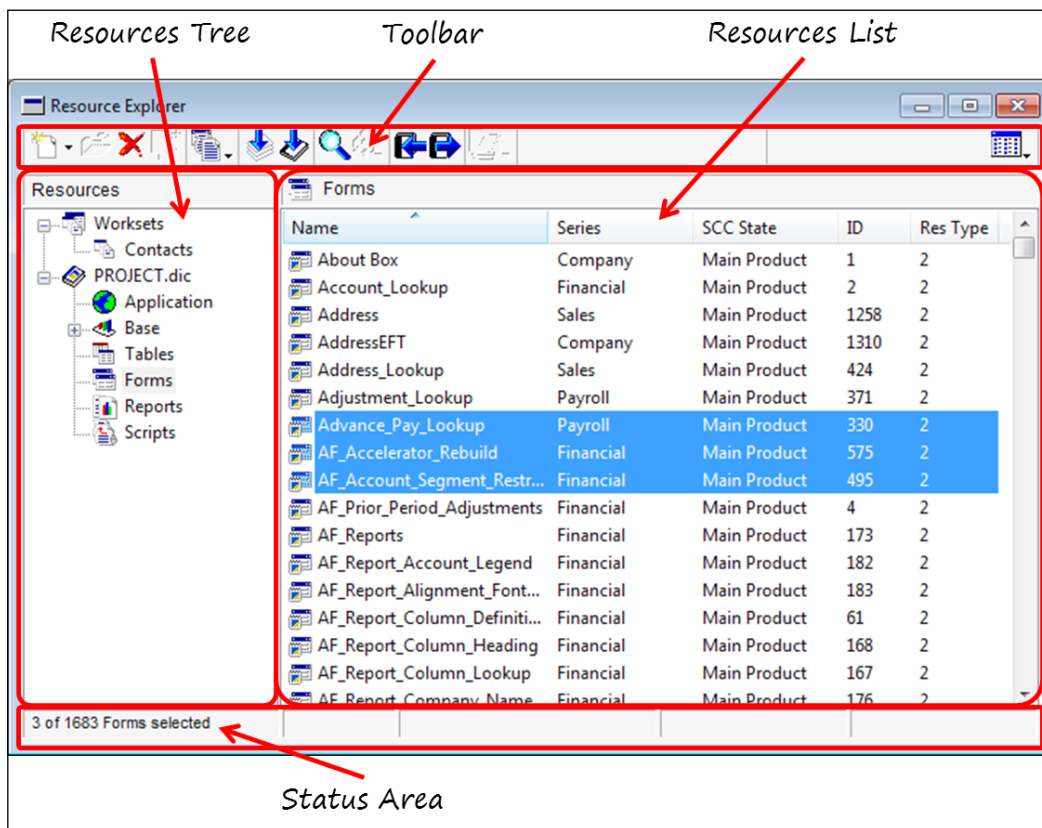 Resources Tree Toolbar Resources List
Resource Explorer
Resources
Worksets
Contacts
PROJECT.dic
Application
Base
Tables
Forms
Reports
Scripts
Forms
Name Series SCC State ID Res Type
About Box Company Main Product 1 2
Account_Lookup Financial Main Product 2 2
Address Sales Main Product 1258 2
AddressEFT Company Main Product 1310 2
Address_Lookup Sales Main Product 424 2
Adjustment_Lookup Payroll Main Product 371 2
Advance_Pay_Lookup Payroll Main Product 330 2
AF_Accelerator_Rebuild Financial Main Product 575 2
AF_Account_Segment_Restr... Financial Main Product 495 2
AF_Prior_Period_Adjustments Financial Main Product 4 2
AF_Reports Financial Main Product 173 2
AF_Report_Account_Legend Financial Main Product 182 2
AF_Report_Alignment_Font... Financial Main Product 183 2
AF_Report_Column_Definiti... Financial Main Product 61 2
AF_Report_Column_Heading Financial Main Product 168 2
AF_Report_Column_Lookup Financial Main Product 167 2
AF_Report_Company_Name Financial Main Product 176 2
3 of 1683 Forms selected
Status Area